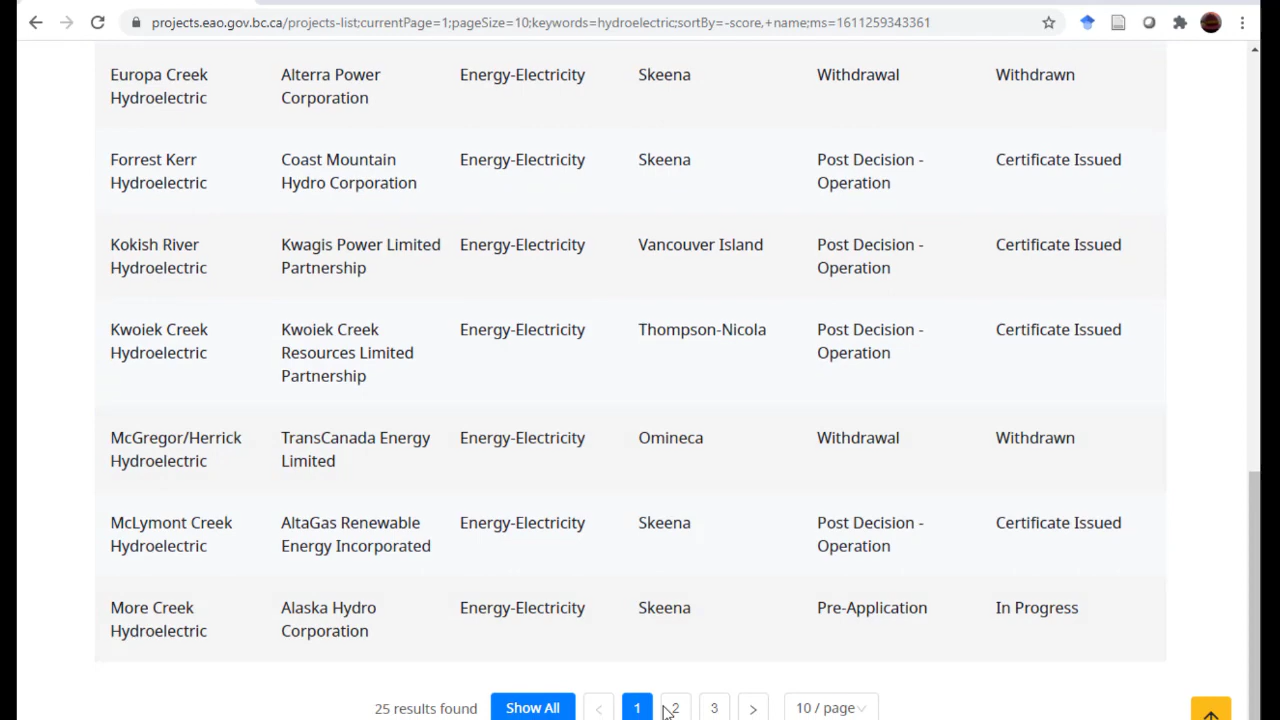 projects.eao.gov.bc.ca/projects-list;currentPage=1;pageSize=10;keywords=hydroelectric;sortBy=-score,+name;ms=1611259343361
Europa Creek Alterra Power Energy-Electricity Skeena Withdrawal Withdrawn
Hydroelectric Corporation
Forrest Kerr Coast Mountain Energy-Electricity Skeena Post Decision - Certificate Issued
Hydroelectric Hydro Corporation Operation
Kokish River Kwagis Power Limited Energy-Electricity Vancouver Island Post Decision - Certificate Issued
Hydroelectric Partnership Operation
Kwoiek Creek Kwoiek Creek Energy-Electricity Thompson-Nicola Post Decision - Certificate Issued
Hydroelectric Resources Limited Operation
Partnership
McGregor/Herrick TransCanada Energy Energy-Electricity Omineca Withdrawal Withdrawn
Hydroelectric Limited
McLymont Creek AltaGas Renewable Energy-Electricity Skeena Post Decision - Certificate Issued
Hydroelectric Energy Incorporated Operation
More Creek Alaska Hydro Energy-Electricity Skeena Pre-Application In Progress
Hydroelectric Corporation
25 results found Show All < 1 2 3 > 10 / page